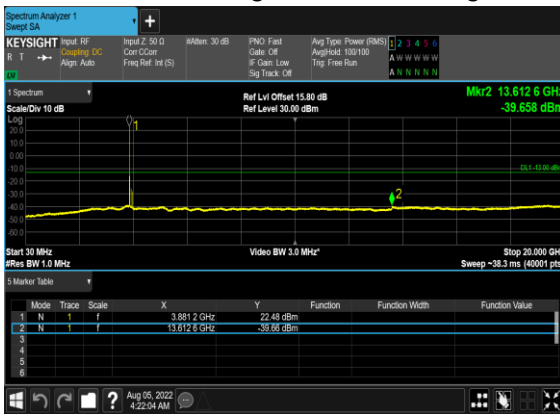 Spectrum Analyzer 1
Swept SA
KEYSIGHT
R T
LV
Input: RF
Coupling: DC
Align: Auto
Input Z: 50 Ω
Corr CCorr
Freq Ref: Int (S)
#Atten: 30 dB
PNO: Fast
Gate: Off
IF Gain: Low
Sig Track: Off
Avg Type: Power (RMS)
Avg|Hold: 100/100
Trig: Free Run
1 2 3 4 5 6
A W W W W W
A N N N N N
1 Spectrum
Scale/Div 10 dB
Ref Lvl Offset 15.80 dB
Ref Level 30.00 dBm
Mkr2 13.612 6 GHz
-39.658 dBm
Log
20.0
10.0
0.00
-10.0
-20.0
-30.0
-40.0
-50.0
-60.0
1
2
DL1 -13.00 dBm
Start 30 MHz
#Res BW 1.0 MHz
Video BW 3.0 MHz*
Stop 20.000 GH
Sweep ~38.3 ms (40001 pts
5 Marker Table
Mode Trace Scale X Y Function Function Width Function Value
1 N 1 f 3.881 2 GHz 22.48 dBm
2 N 1 f 13.612 6 GHz -39.66 dBm
3
4
5
6
?
Aug 05, 2022
4:22:04 AM